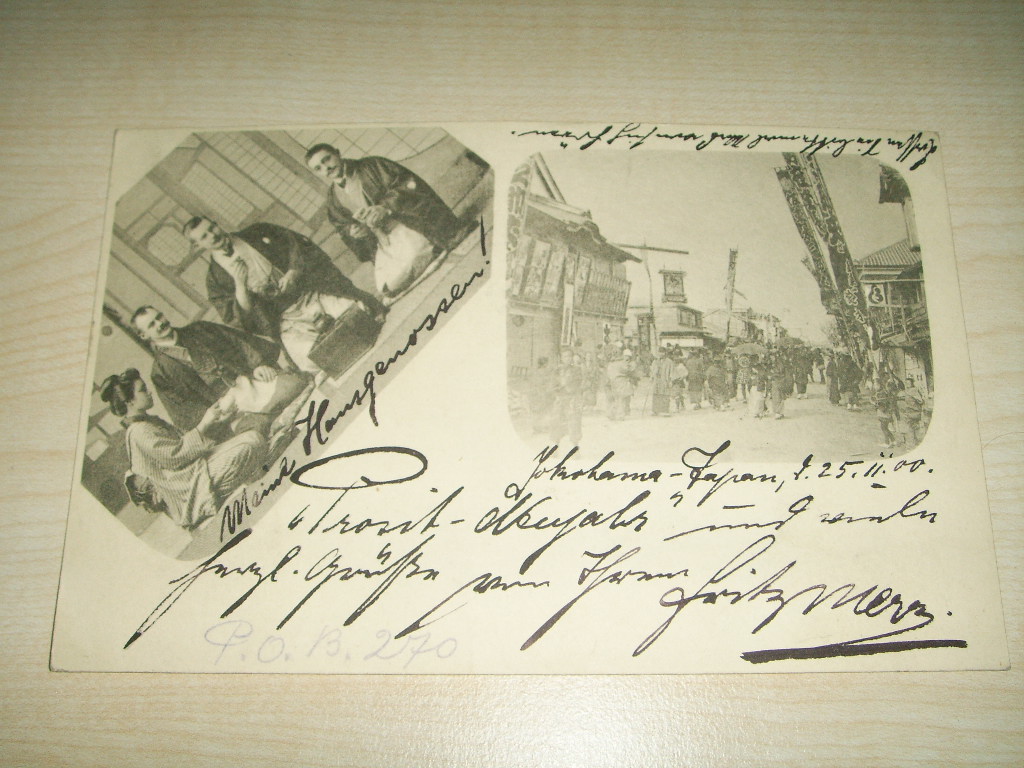 Meine Hausgenossen!
Yokohama-Japan, d. 25.11.00.
"Prosit-Neujahr" und viele
herzl. Grüße von Ihrem Fritz Merz.
P.O.B. 270